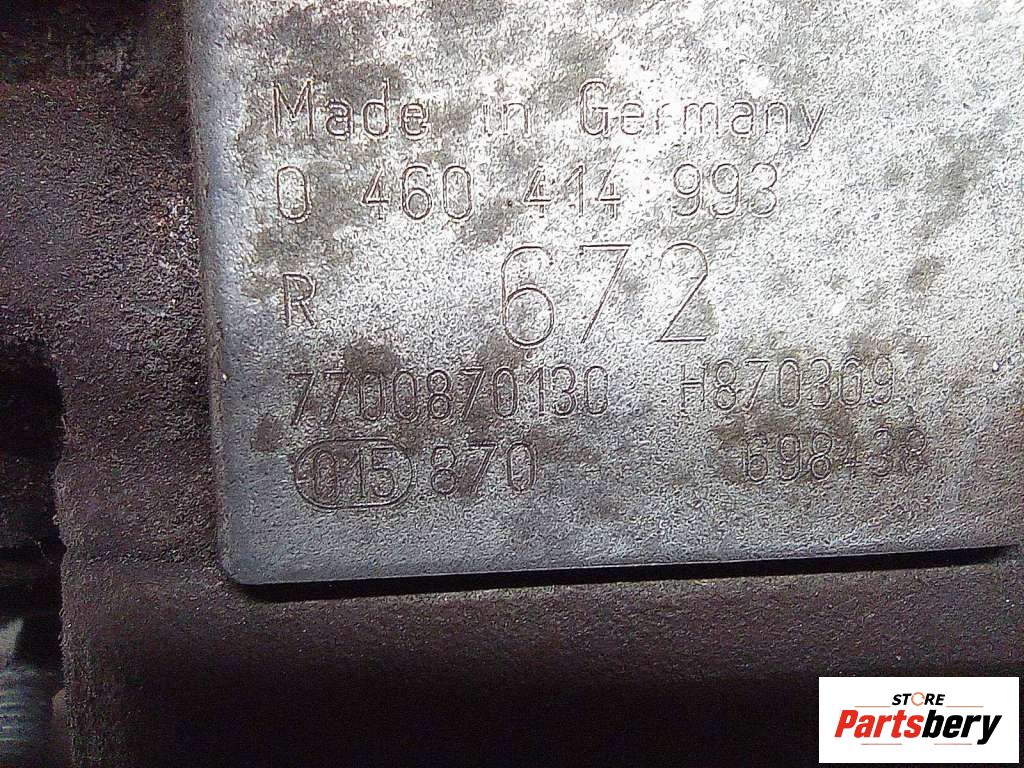 Made in Germany
0 460 414 993
R 672
7700870130 H870309
015 870 698438
STORE
Partsbery